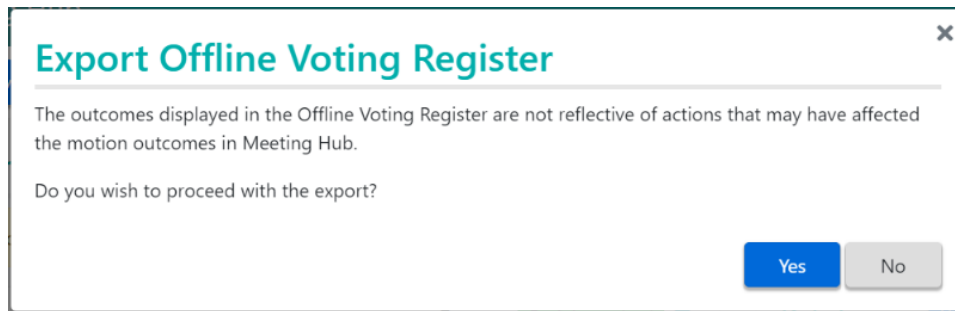 Export Offline Voting Register
The outcomes displayed in the Offline Voting Register are not reflective of actions that may have affected
the motion outcomes in Meeting Hub.
Do you wish to proceed with the export?
Yes No